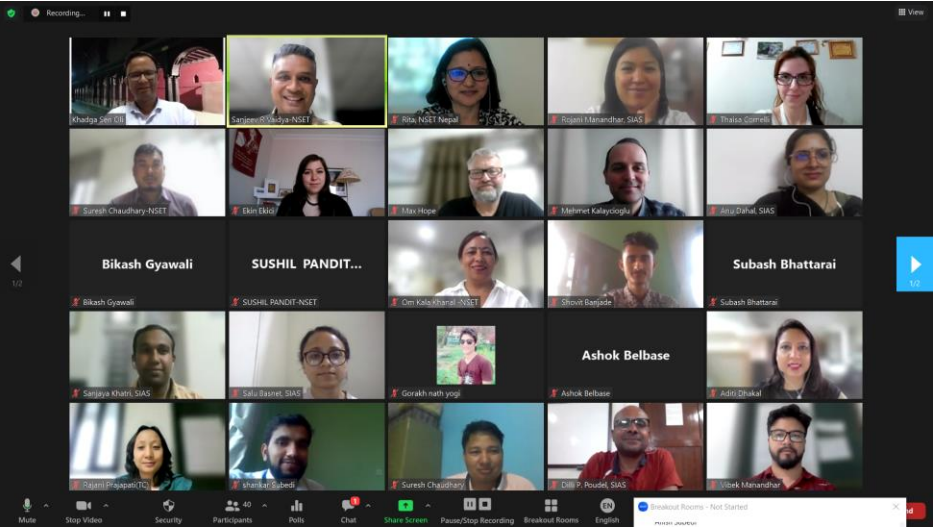 Recording...
View
Khadga Sen Oli
Sanjeev R Vaidya-NSET
Rita, NSET Nepal
Rojani Manandhar, SIAS
Thaisa Comelli
Suresh Chaudhary-NSET
Ekin Ekici
Max Hope
Mehmet Kalaycioglu
Anu Dahal, SIAS
Bikash Gyawali
SUSHIL PANDIT...
Subash Bhattarai
Bikash Gyawali
SUSHIL PANDIT-NSET
Om Kala Khanal -NSET
Shovit Banjade
Subash Bhattarai
1/2
1/2
Ashok Belbase
Sanjaya Khatri, SIAS
Salu Basnet, SIAS
Gorakh nath yogi
Ashok Belbase
Aditi Dhakal
Rajani Prajapati(TC)
shankar Subedi
Suresh Chaudhary
Dilli P. Poudel, SIAS
Vibek Manandhar
40
1
EN
Breakout Rooms - Not Started
Mute
Stop Video
Security
Participants
Polls
Chat
Share Screen
Pause/Stop Recording
Breakout Rooms
English